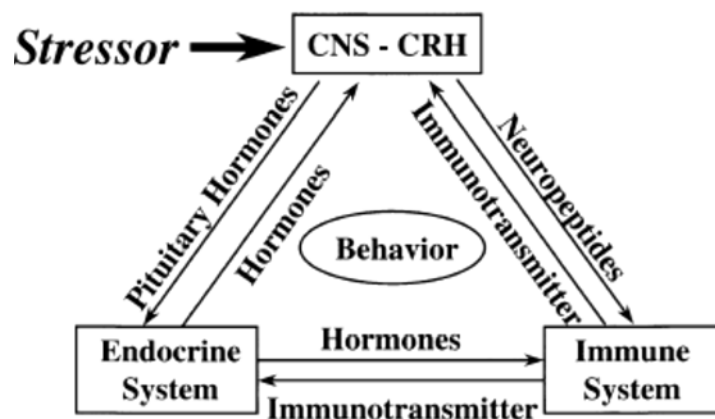 Stressor
CNS - CRH
Pituitary Hormones
Hormones
Immunotransmitter
Neuropeptides
Behavior
Endocrine
System
Hormones
Immunotransmitter
Immune
System